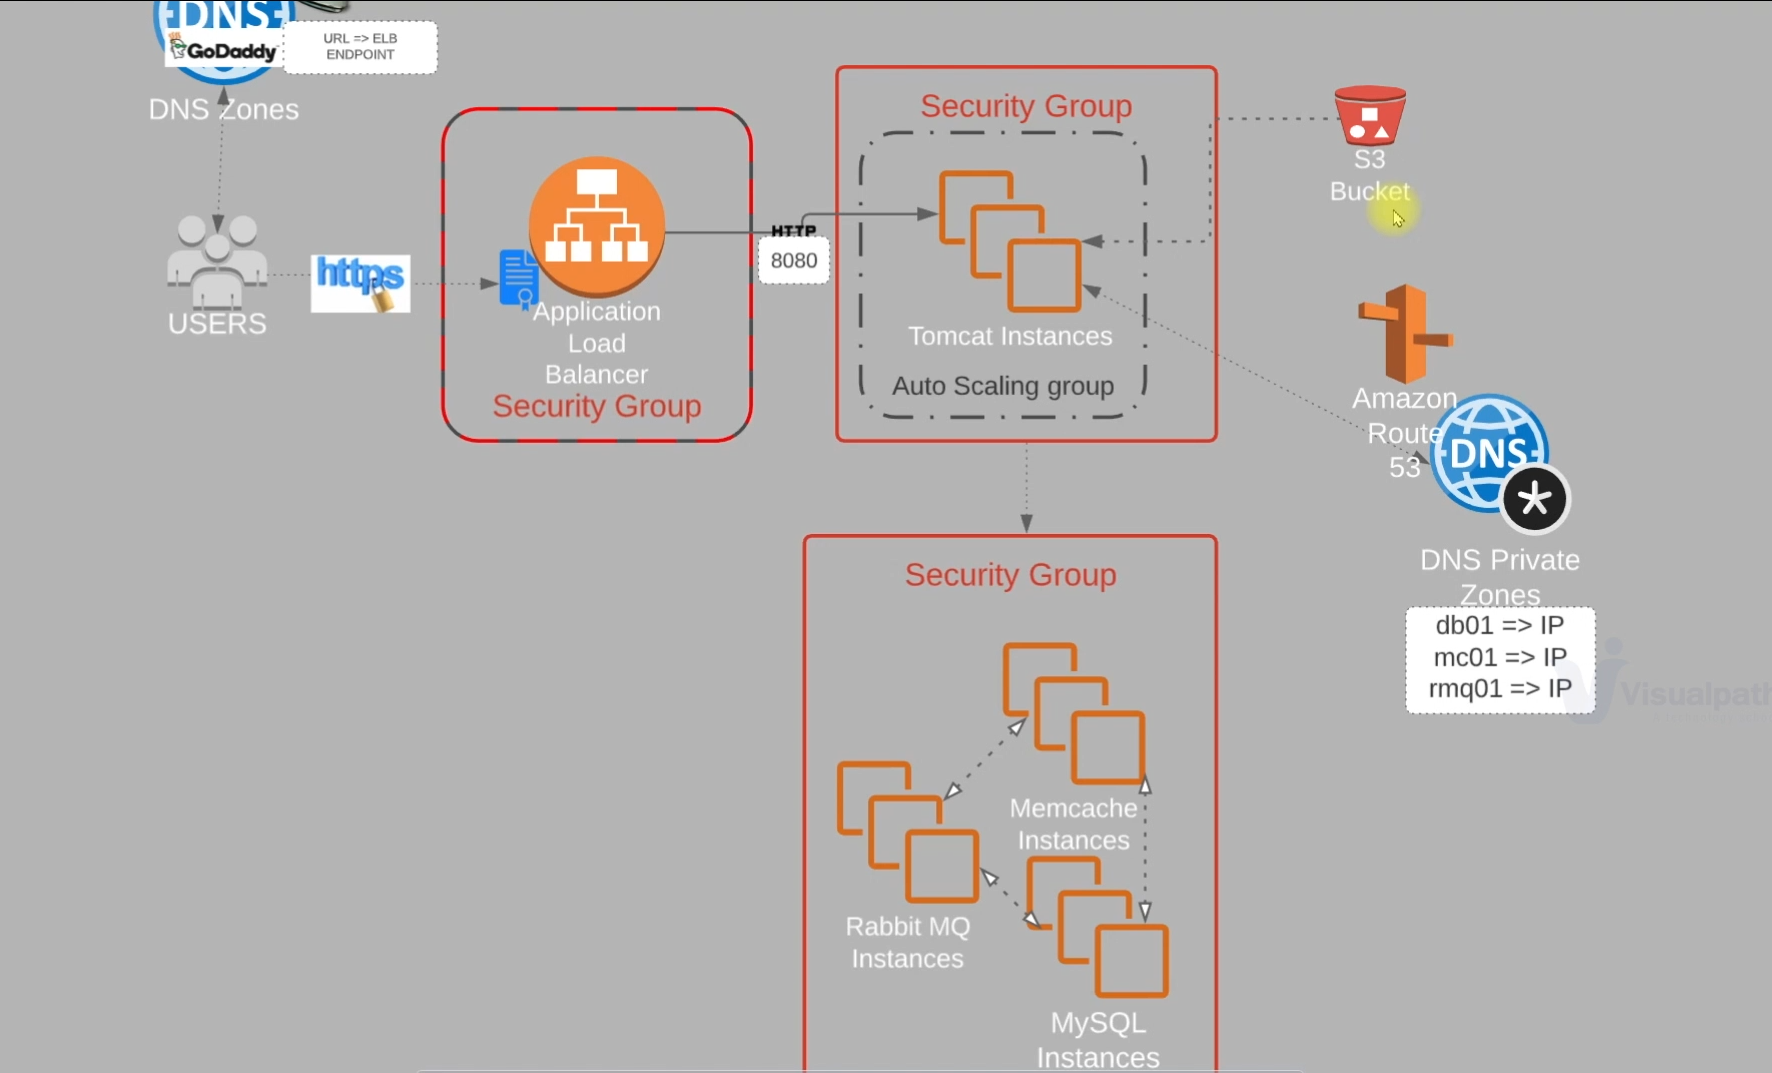 DNS
GoDaddy
URL => ELB
ENDPOINT
DNS Zones
USERS
https
Application
Load
Balancer
Security Group
HTTP
8080
Security Group
Tomcat Instances
Auto Scaling group
S3
Bucket
Amazon
Route
53
DNS
DNS Private
Zones
db01 => IP
mc01 => IP
rmq01 => IP
Visualpath
Security Group
Memcache
Instances
Rabbit MQ
Instances
MySQL
Instances